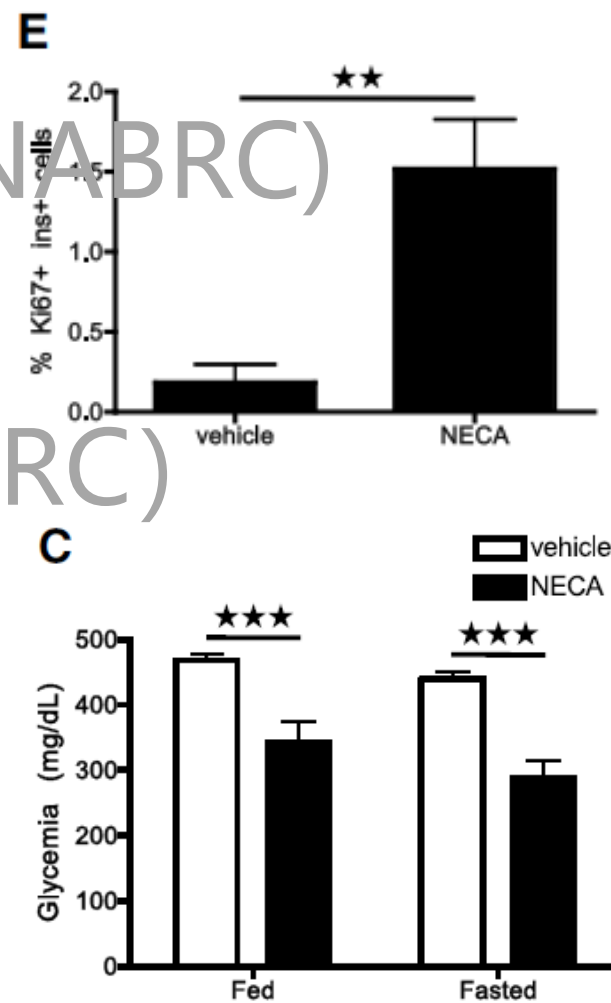 E
★★
% Ki67+ ins+ cells
2.0
1.5
1.0
0.5
0.0
vehicle
NECA
NABRC)
RC)
C
vehicle
NECA
★★★
★★★
Glycemia (mg/dL)
500
400
300
200
100
0
Fed
Fasted